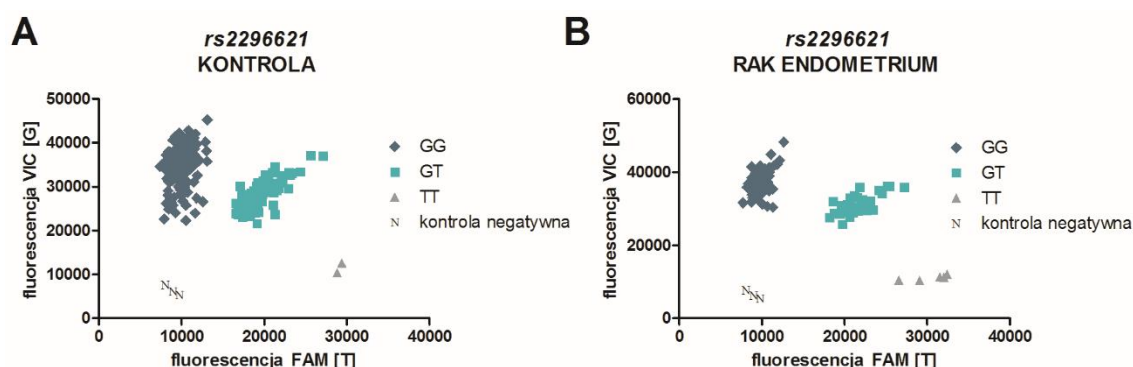 A
rs2296621
KONTROLA
fluorescencja VIC [G]
50000
40000
30000
20000
10000
0
0 10000 20000 30000 40000
fluorescencja FAM [T]
GG
GT
TT
N kontrola negatywna
N
N
N
B
rs2296621
RAK ENDOMETRIUM
fluorescencja VIC [G]
60000
40000
20000
0
0 10000 20000 30000 40000
fluorescencja FAM [T]
GG
GT
TT
N kontrola negatywna
N
N
N